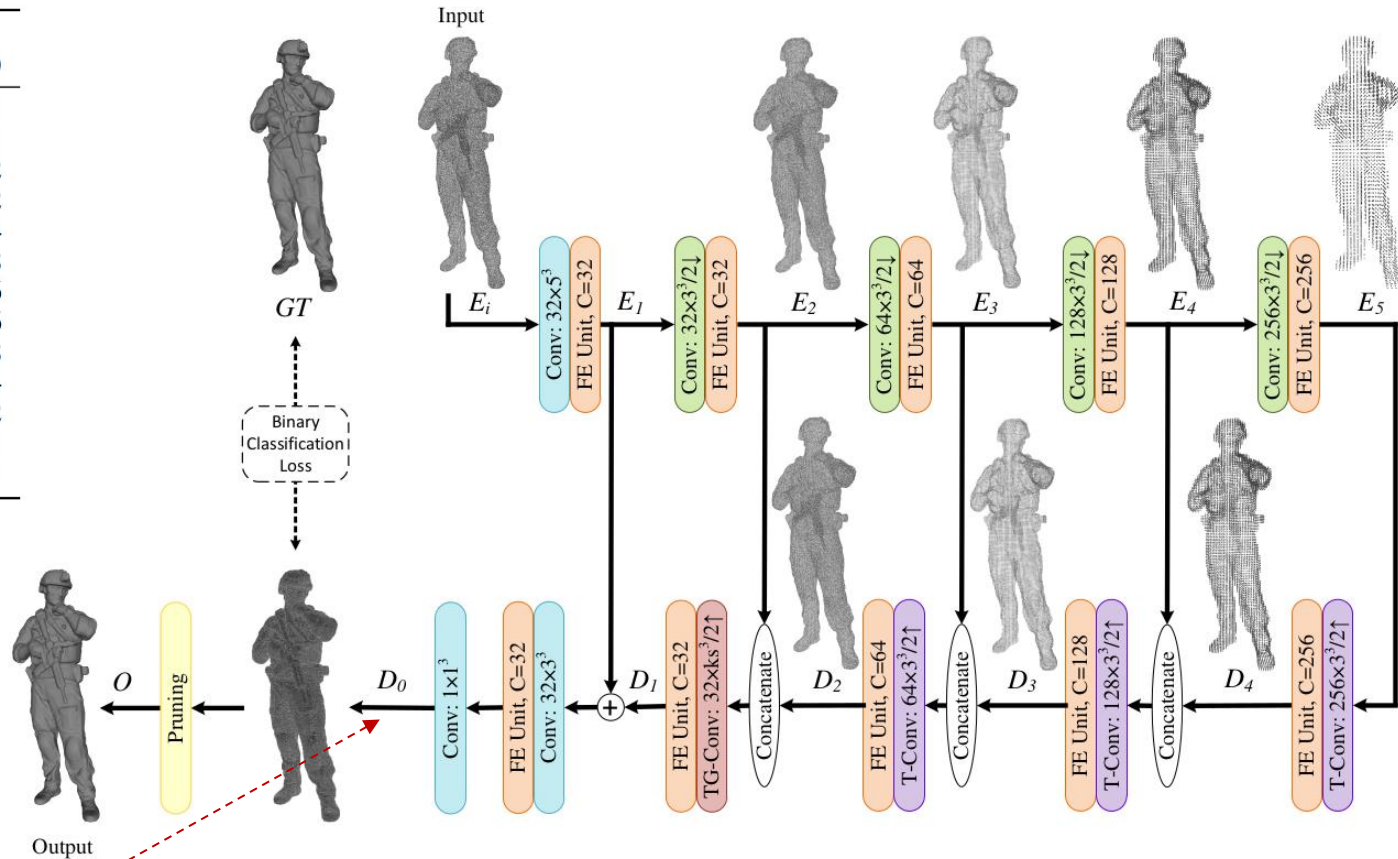 Input
GT
E_i
Conv: 32×5³
FE Unit, C=32
E_1
Conv: 32×3³/2↓
FE Unit, C=32
E_2
Conv: 64×3³/2↓
FE Unit, C=64
E_3
Conv: 128×3³/2↓
FE Unit, C=128
E_4
Conv: 256×3³/2↓
FE Unit, C=256
E_5
Binary
Classification
Loss
O
Pruning
D_0
Conv: 1×1³
FE Unit, C=32
Conv: 32×3³
+
D_1
FE Unit, C=32
TG-Conv: 32×ks³/2↑
Concatenate
D_2
FE Unit, C=64
T-Conv: 64×3³/2↑
Concatenate
D_3
FE Unit, C=128
T-Conv: 128×3³/2↑
Concatenate
D_4
FE Unit, C=256
T-Conv: 256×3³/2↑
Output